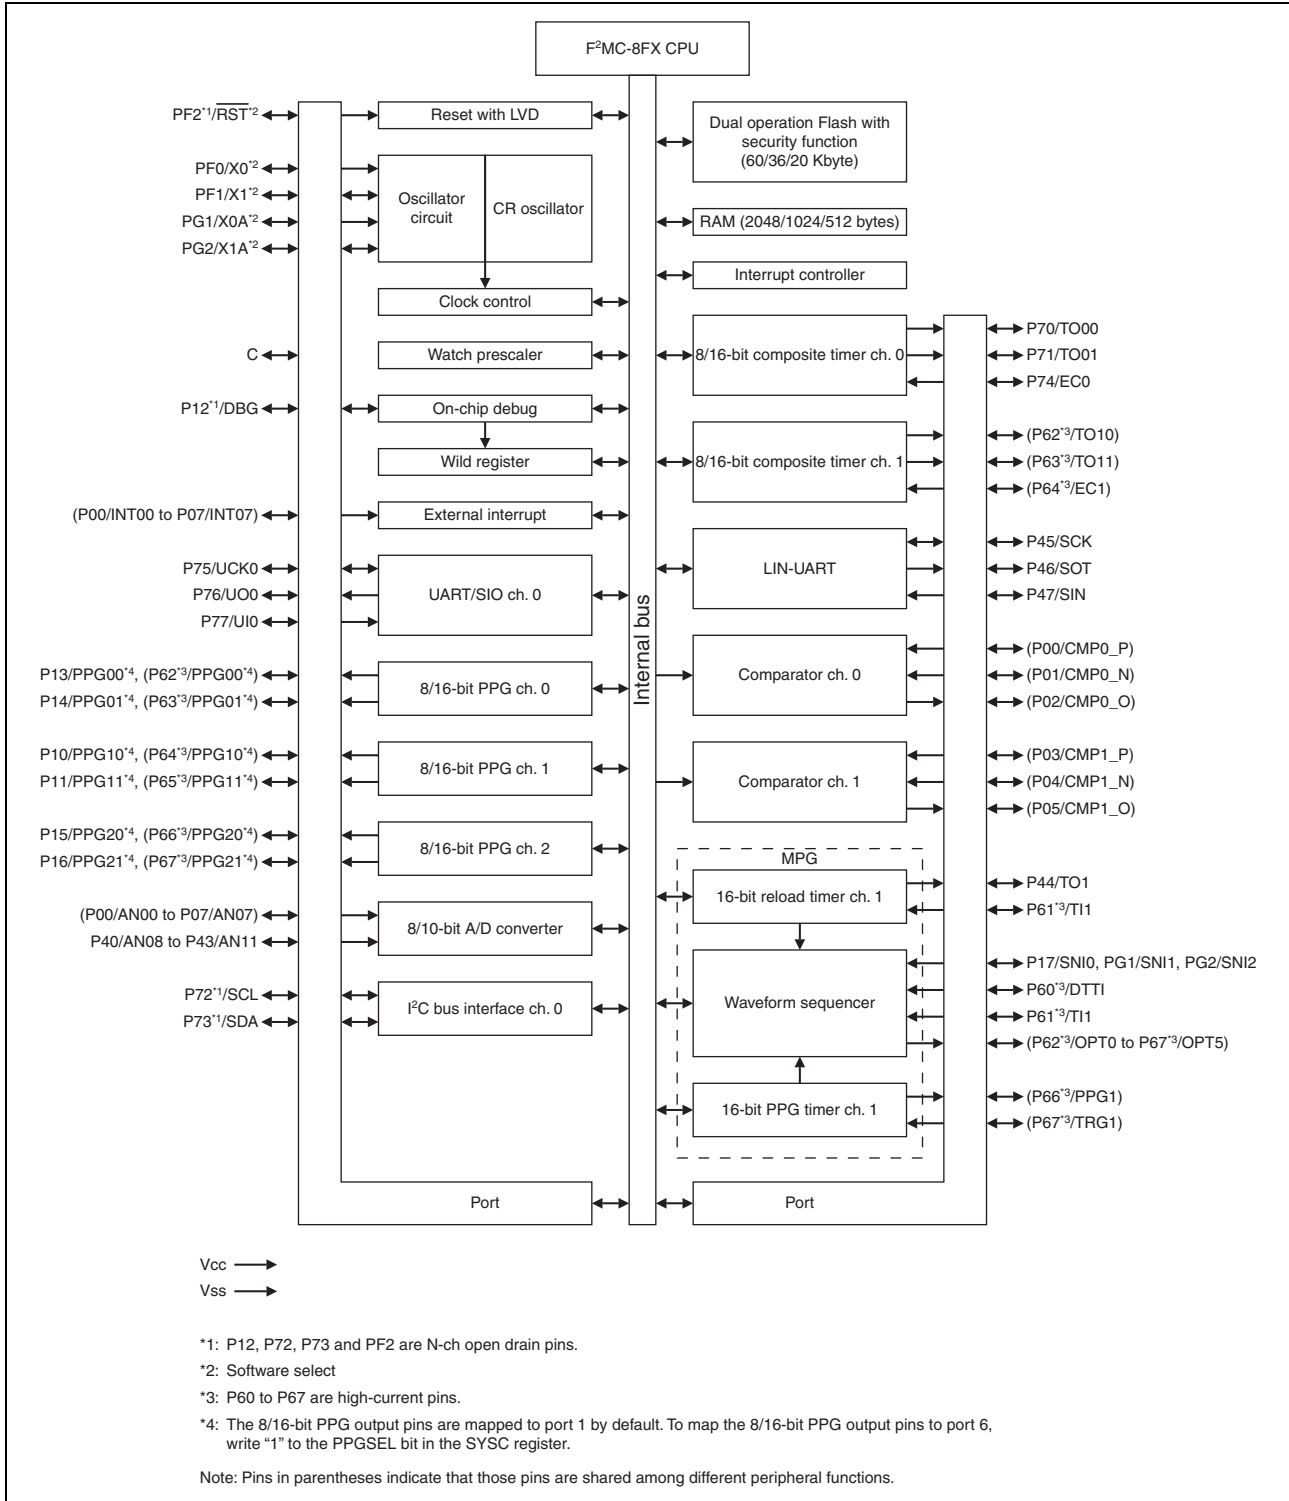 F²MC-8FX CPU
PF2*1/RST*2
Reset with LVD
Dual operation Flash with
security function
(60/36/20 Kbyte)
PF0/X0*2
PF1/X1*2
PG1/X0A*2
PG2/X1A*2
Oscillator
circuit
CR oscillator
RAM (2048/1024/512 bytes)
Interrupt controller
Clock control
C
Watch prescaler
8/16-bit composite timer ch. 0
P70/TO00
P71/TO01
P74/EC0
P12*1/DBG
On-chip debug
Wild register
8/16-bit composite timer ch. 1
(P62*3/TO10)
(P63*3/TO11)
(P64*3/EC1)
(P00/INT00 to P07/INT07)
External interrupt
P75/UCK0
P76/UO0
P77/UI0
UART/SIO ch. 0
Internal bus
LIN-UART
P45/SCK
P46/SOT
P47/SIN
P13/PPG00*4, (P62*3/PPG00*4)
P14/PPG01*4, (P63*3/PPG01*4)
8/16-bit PPG ch. 0
Comparator ch. 0
(P00/CMP0_P)
(P01/CMP0_N)
(P02/CMP0_O)
P10/PPG10*4, (P64*3/PPG10*4)
P11/PPG11*4, (P65*3/PPG11*4)
8/16-bit PPG ch. 1
Comparator ch. 1
(P03/CMP1_P)
(P04/CMP1_N)
(P05/CMP1_O)
P15/PPG20*4, (P66*3/PPG20*4)
P16/PPG21*4, (P67*3/PPG21*4)
8/16-bit PPG ch. 2
MPG
16-bit reload timer ch. 1
P44/TO1
P61*3/TI1
(P00/AN00 to P07/AN07)
P40/AN08 to P43/AN11
8/10-bit A/D converter
Waveform sequencer
P17/SNI0, PG1/SNI1, PG2/SNI2
P60*3/DTTI
P61*3/TI1
(P62*3/OPT0 to P67*3/OPT5)
P72*1/SCL
P73*1/SDA
I²C bus interface ch. 0
16-bit PPG timer ch. 1
(P66*3/PPG1)
(P67*3/TRG1)
Port
Port
Vcc
Vss
*1: P12, P72, P73 and PF2 are N-ch open drain pins.
*2: Software select
*3: P60 to P67 are high-current pins.
*4: The 8/16-bit PPG output pins are mapped to port 1 by default. To map the 8/16-bit PPG output pins to port 6,
write “1” to the PPGSEL bit in the SYSC register.
Note: Pins in parentheses indicate that those pins are shared among different peripheral functions.